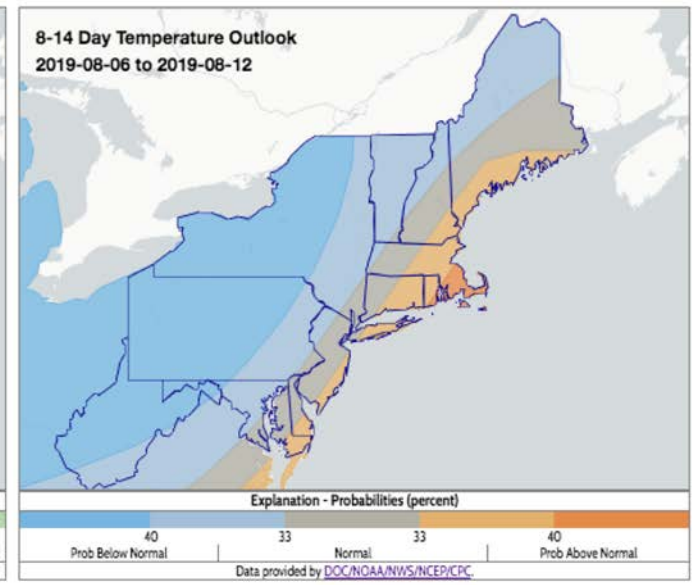 8-14 Day Temperature Outlook
2019-08-06 to 2019-08-12
Explanation - Probabilities (percent)
40 33 33 40
Prob Below Normal Normal Prob Above Normal
Data provided by DOC/NOAA/NWS/NCEP/CPC.